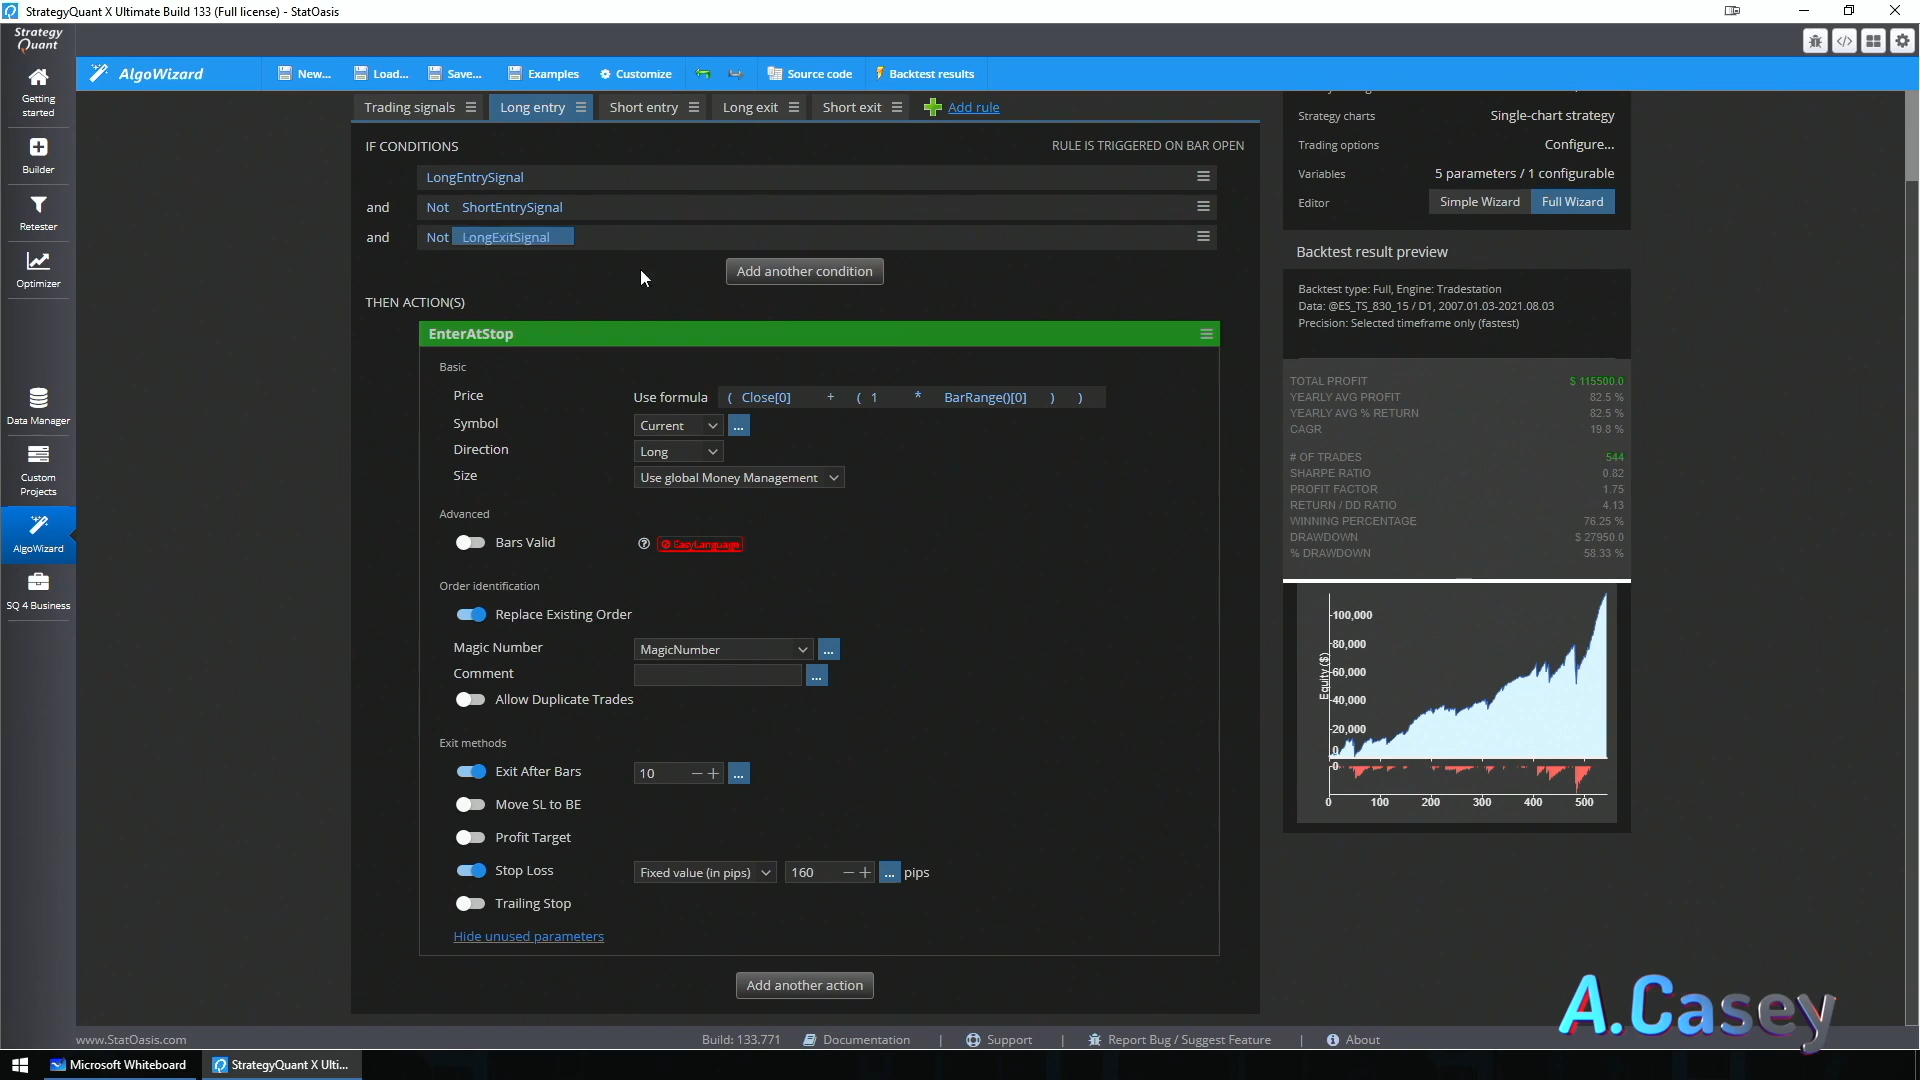 StrategyQuant X Ultimate Build 133 (Full license) - StatOasis
Strategy
Quant
AlgoWizard
New...
Load...
Save...
Examples
Customize
Source code
Backtest results
Getting
started
Builder
Retester
Optimizer
Data Manager
Custom
Projects
AlgoWizard
SQ 4 Business
Trading signals
Long entry
Short entry
Long exit
Short exit
Add rule
IF CONDITIONS
RULE IS TRIGGERED ON BAR OPEN
LongEntrySignal
and Not ShortEntrySignal
and Not LongExitSignal
Add another condition
THEN ACTION(S)
EnterAtStop
Basic
Price Use formula ( Close[0] + ( 1 * BarRange()[0] ) )
Symbol Current ...
Direction Long
Size Use global Money Management
Advanced
Bars Valid ? EasyLanguage
Order identification
Replace Existing Order
Magic Number MagicNumber ...
Comment ...
Allow Duplicate Trades
Exit methods
Exit After Bars 10 ...
Move SL to BE
Profit Target
Stop Loss Fixed value (in pips) 160 ... pips
Trailing Stop
Hide unused parameters
Add another action
Strategy charts Single-chart strategy
Trading options Configure...
Variables 5 parameters / 1 configurable
Editor Simple Wizard Full Wizard
Backtest result preview
Backtest type: Full, Engine: Tradestation
Data: @ES_TS_830_15 / D1, 2007.01.03-2021.08.03
Precision: Selected timeframe only (fastest)
TOTAL PROFIT $ 115500.0
YEARLY AVG PROFIT 82.5 %
YEARLY AVG % RETURN 82.5 %
CAGR 19.8 %
# OF TRADES 544
SHARPE RATIO 0.82
PROFIT FACTOR 1.75
RETURN / DD RATIO 4.13
WINNING PERCENTAGE 76.25 %
DRAWDOWN $ 27950.0
% DRAWDOWN 58.33 %
Equity ($)
100,000
80,000
60,000
40,000
20,000
0
0
0 100 200 300 400 500
A.Casey
www.StatOasis.com
Build: 133.771
Documentation
Support
Report Bug / Suggest Feature
About
Microsoft Whiteboard
StrategyQuant X Ulti...